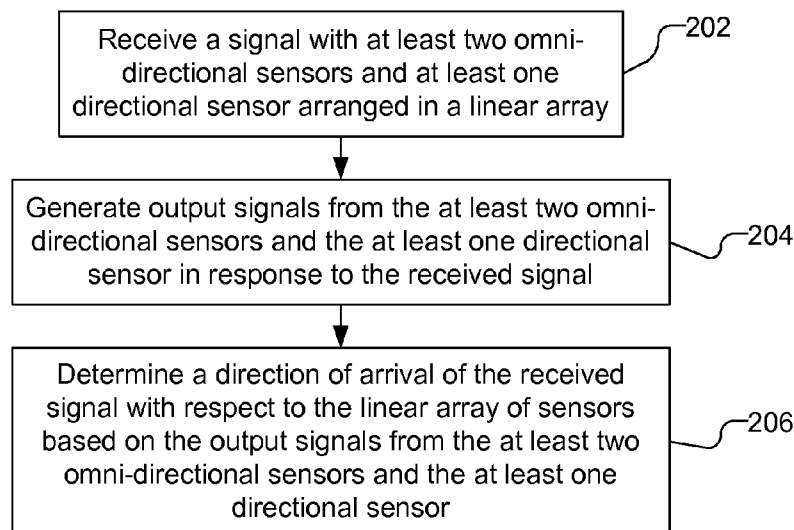 Receive a signal with at least two omni-
directional sensors and at least one
directional sensor arranged in a linear array
202
Generate output signals from the at least two omni-
directional sensors and the at least one directional
sensor in response to the received signal
204
Determine a direction of arrival of the received
signal with respect to the linear array of sensors
based on the output signals from the at least two
omni-directional sensors and the at least one
directional sensor
206